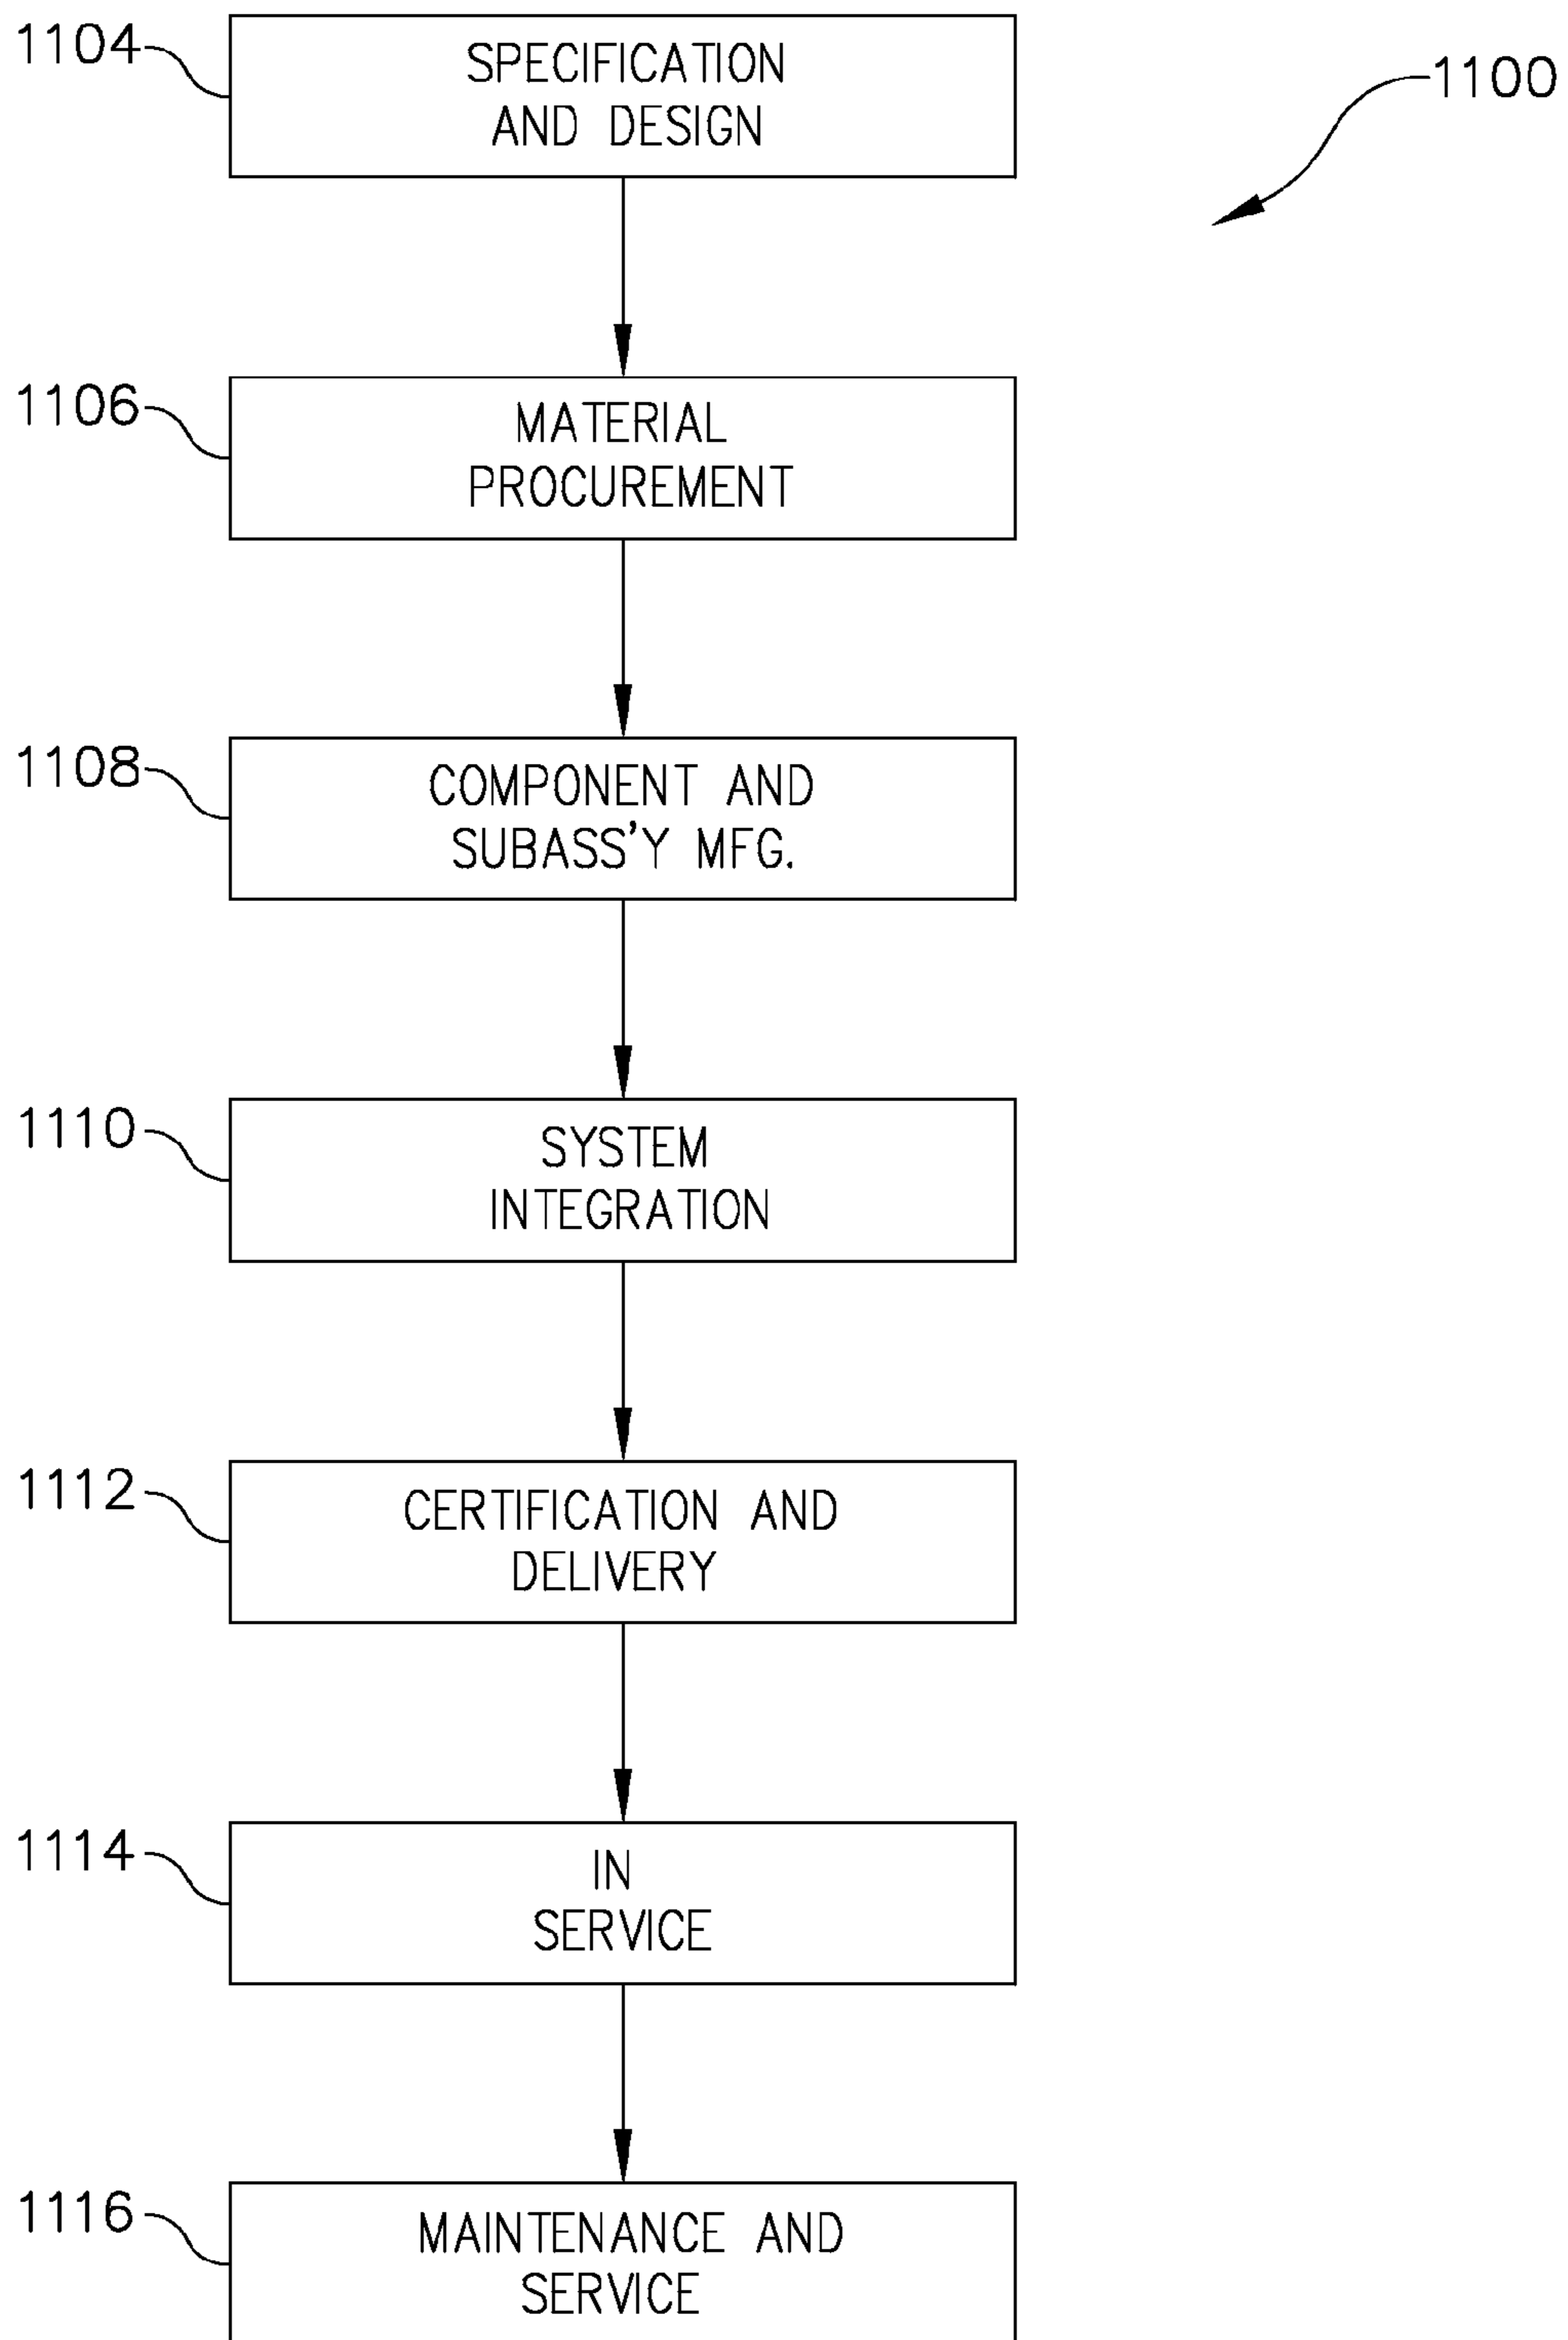 1104
SPECIFICATION
AND DESIGN
1100
1106
MATERIAL
PROCUREMENT
1108
COMPONENT AND
SUBASS'Y MFG.
1110
SYSTEM
INTEGRATION
1112
CERTIFICATION AND
DELIVERY
1114
IN
SERVICE
1116
MAINTENANCE AND
SERVICE